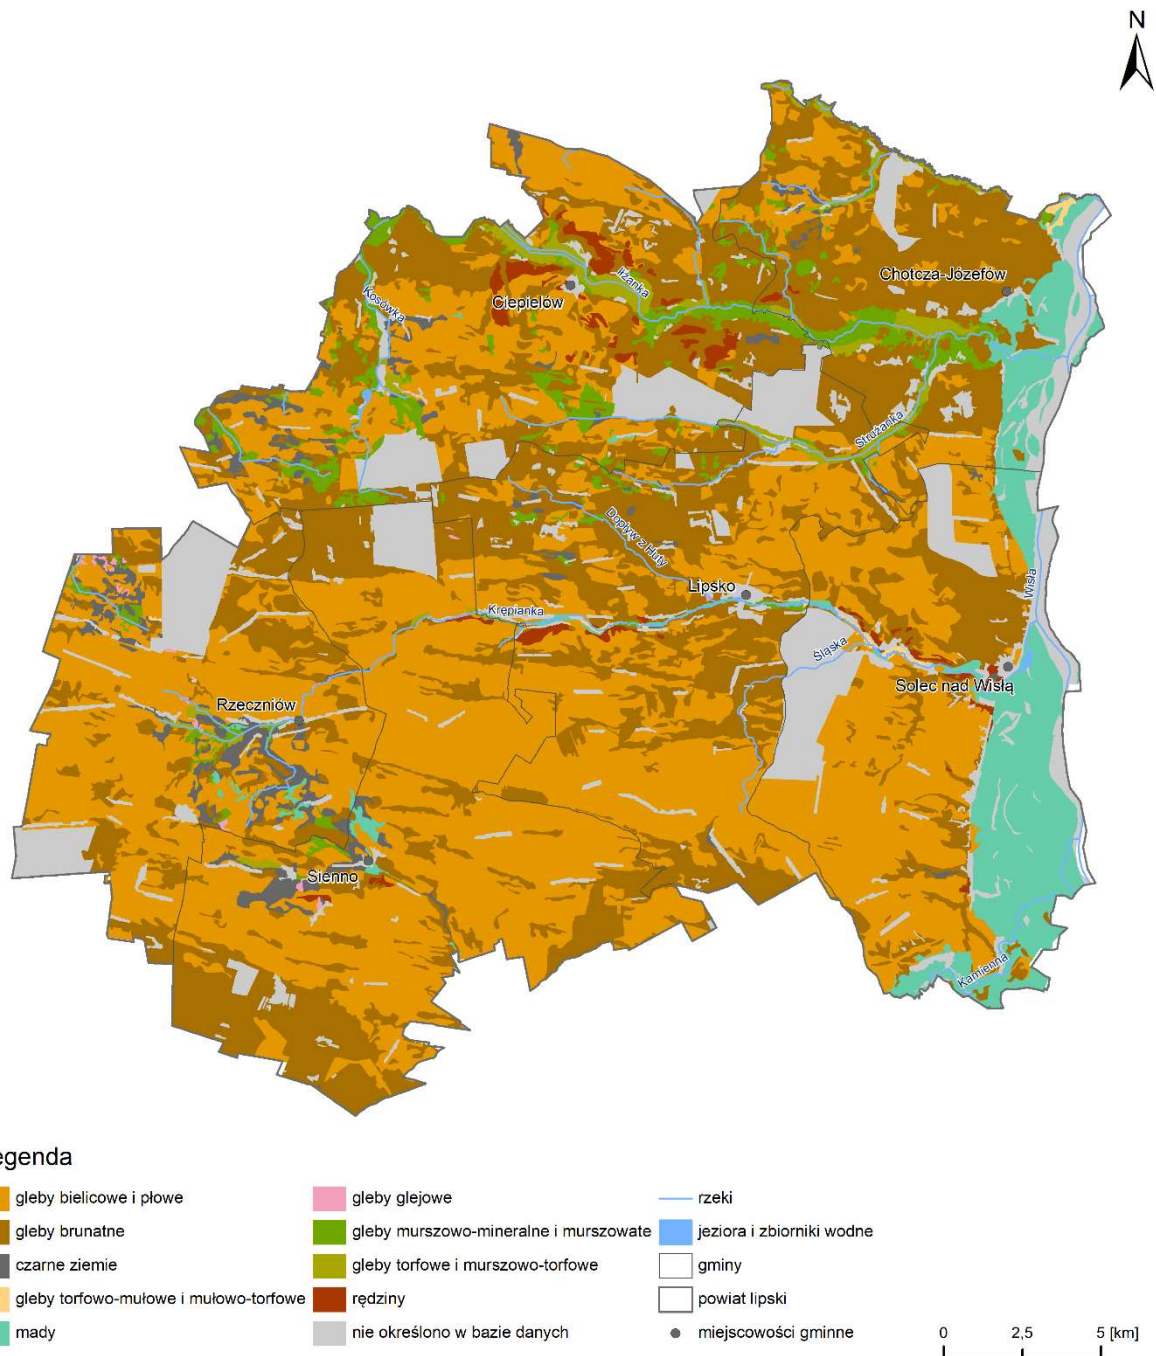 N
Chotcza-Józefów
Iłżanka
Ciepielów
Kosówka
Strużanka
Dopływ z Huty
Wisła
Lipsko
Krępianka
Śląska
Solec nad Wisłą
Rzeczniów
Sienno
Kamienna
egenda
gleby bielicowe i płowe
gleby brunatne
czarne ziemie
gleby torfowo-mułowe i mułowo-torfowe
mady
gleby glejowe
gleby murszowo-mineralne i murszowate
gleby torfowe i murszowo-torfowe
rędziny
nie określono w bazie danych
rzeki
jeziora i zbiorniki wodne
gminy
powiat lipski
miejscowości gminne
0 2,5 5 [km]